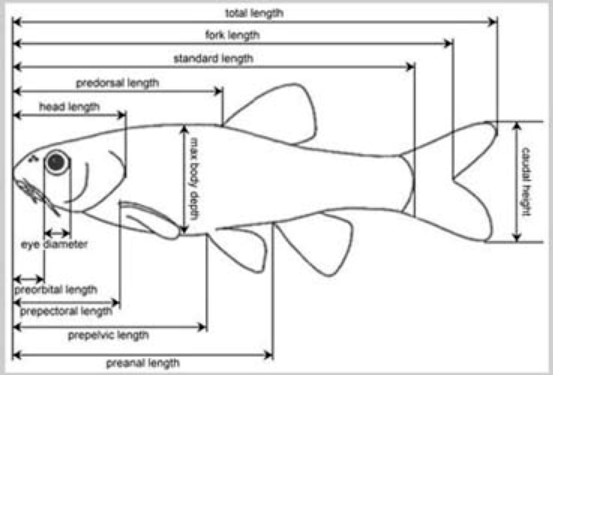 total length
fork length
standard length
predorsal length
head length
max body depth
caudal height
eye diameter
preorbital length
prepectoral length
prepelvic length
preanal length